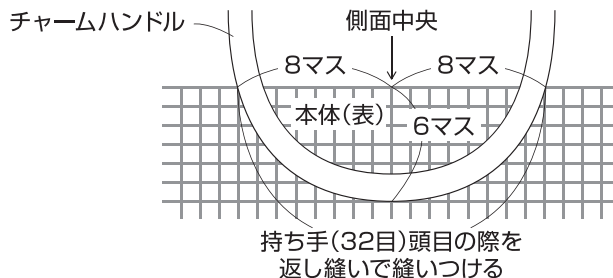 チャームハンドル
側面中央
8マス
8マス
本体(表)
6マス
持ち手(32目)頭目の際を
返し縫いで縫いつける